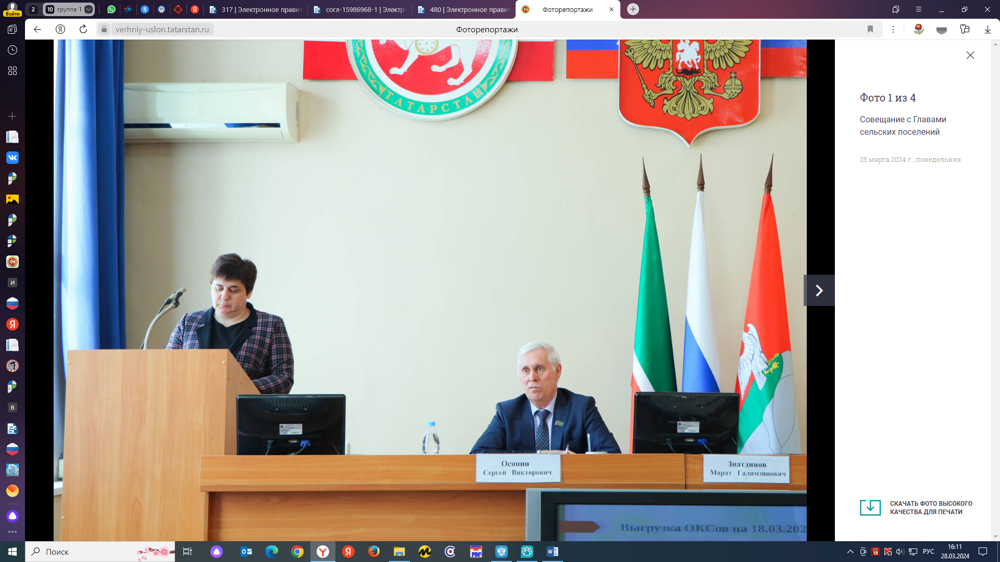 Войти
2
10 группа 1
5
317 | Электронное правит
согл-15986968-1 | Электро
480 | Электронное правит
Фоторепортажи
verhniy-uslon.tatarstan.ru
Фоторепортажи
ТАТАРСТАН
Фото 1 из 4
Совещание с Главами
сельских поселений
25 марта 2024 г., понедельник
Осянин
Сергей Викторович
Зиатдинов
Марат Галимзянович
Выгрузка ОКСов на 18.03.202
СКАЧАТЬ ФОТО ВЫСОКОГО
КАЧЕСТВА ДЛЯ ПЕЧАТИ
И
Я
В
Поиск
РУС
16:11
28.03.2024